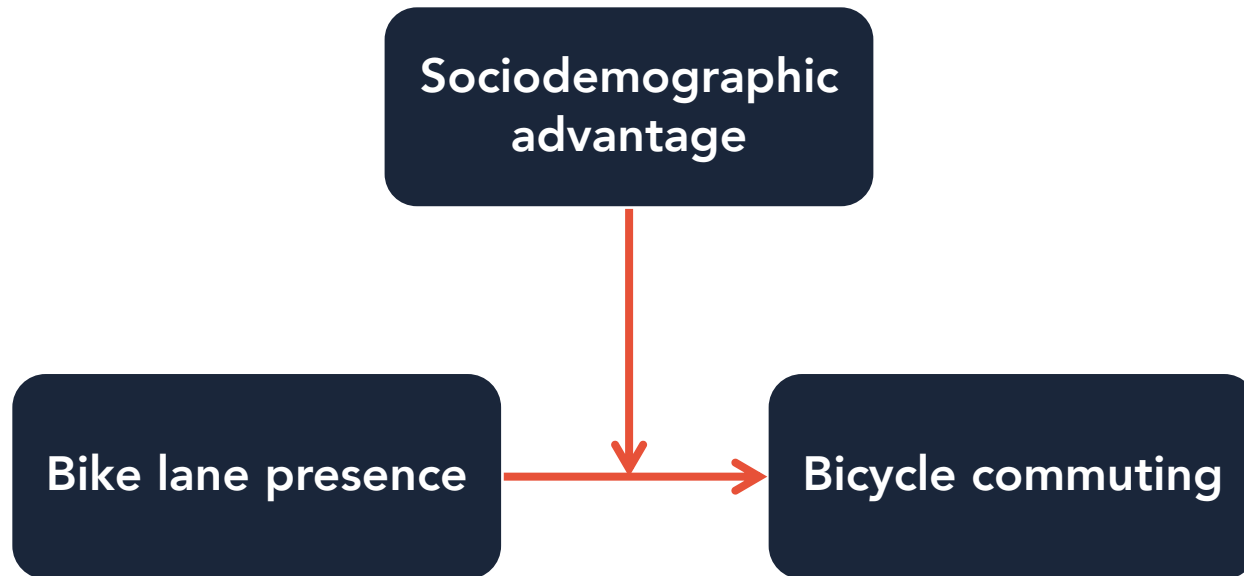 Sociodemographic
advantage
Bike lane presence
Bicycle commuting